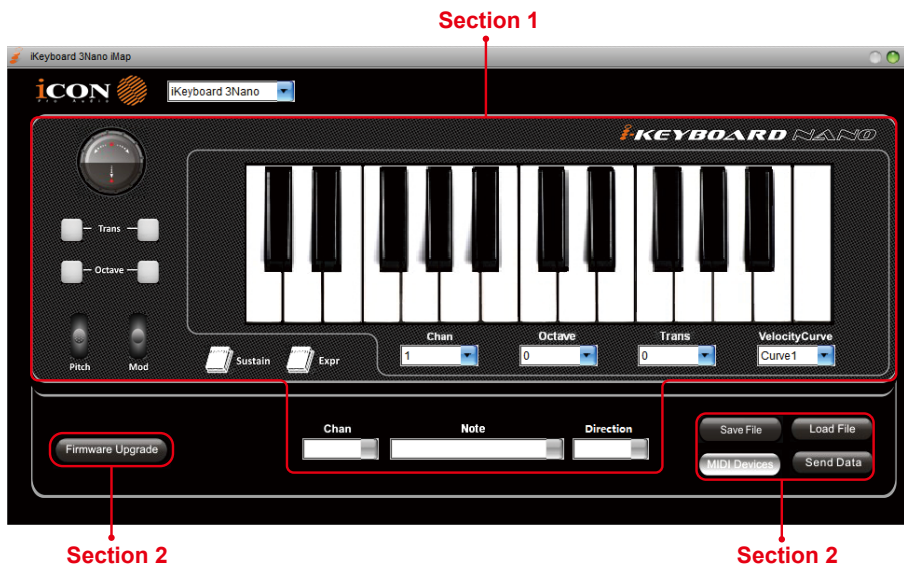 Section 1
iKeyboard 3Nano iMap
icon
Pro Audio
iKeyboard 3Nano
i-KEYBOARD NANO
Trans
Octave
Pitch
Mod
Sustain
Expr
Chan
Octave
Trans
VelocityCurve
1
0
0
Curve1
Chan
Note
Direction
Firmware Upgrade
Save File
Load File
MIDI Devices
Send Data
Section 2
Section 2